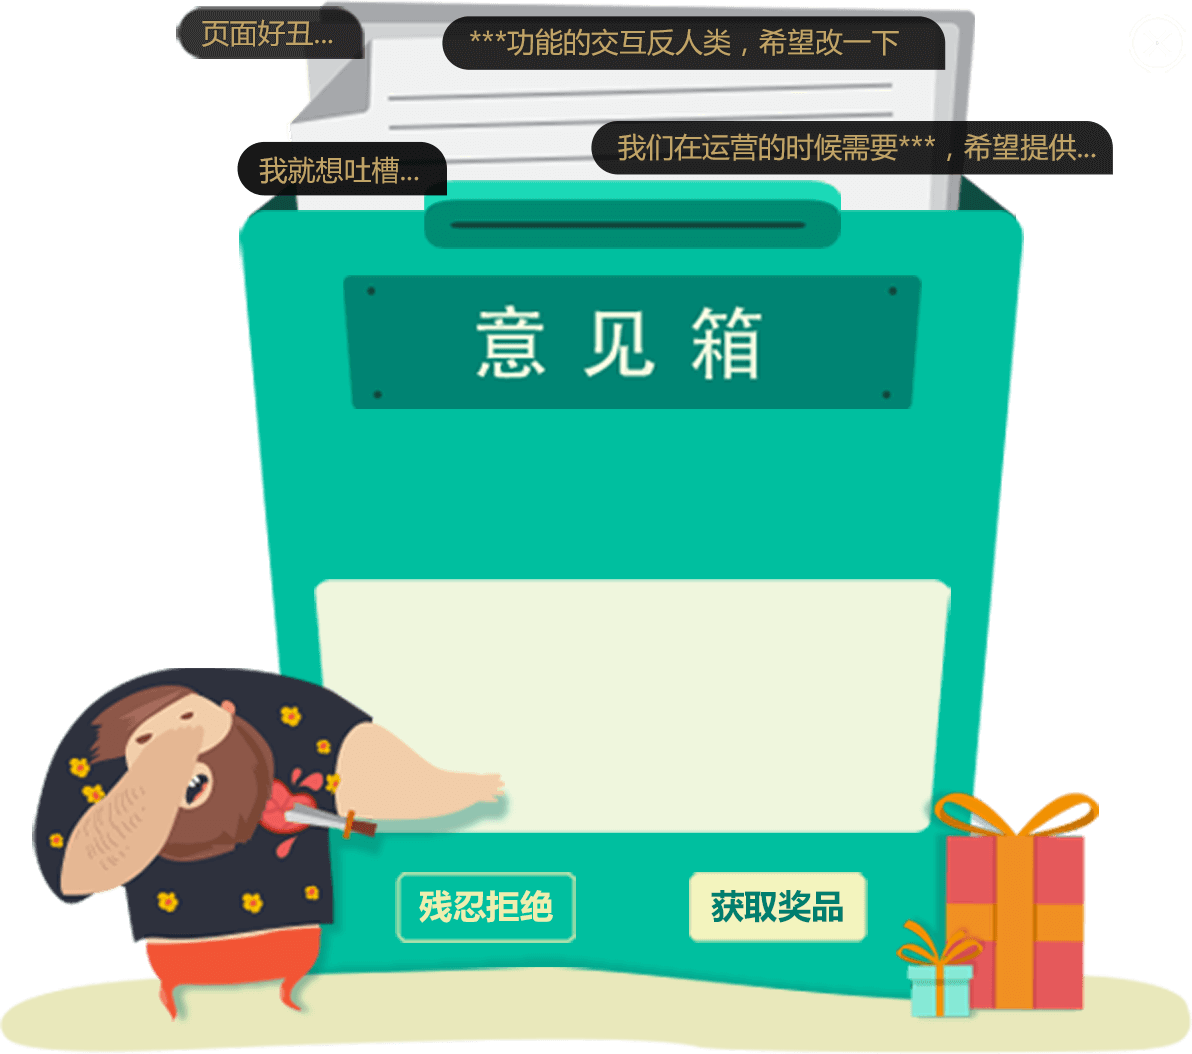 页面好丑...
***功能的交互反人类，希望改一下
我们在运营的时候需要***，希望提供...
我就想吐槽...
意见箱
残忍拒绝
获取奖品